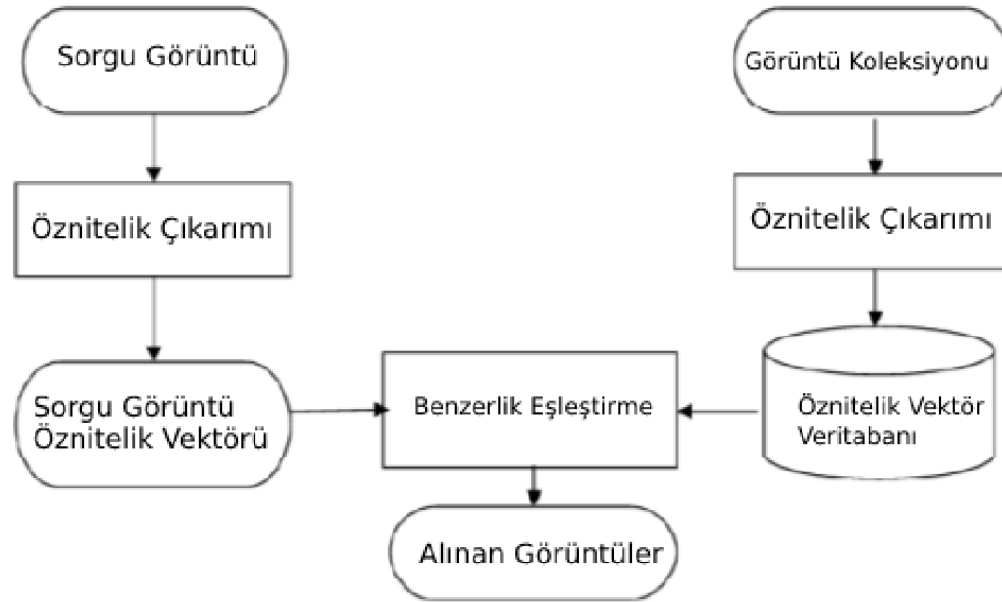 Sorgu Görüntü
Görüntü Koleksiyonu
Öznitelik Çıkarımı
Öznitelik Çıkarımı
Sorgu Görüntü
Öznitelik Vektörü
Benzerlik Eşleştirme
Öznitelik Vektör
Veritabanı
Alınan Görüntüler